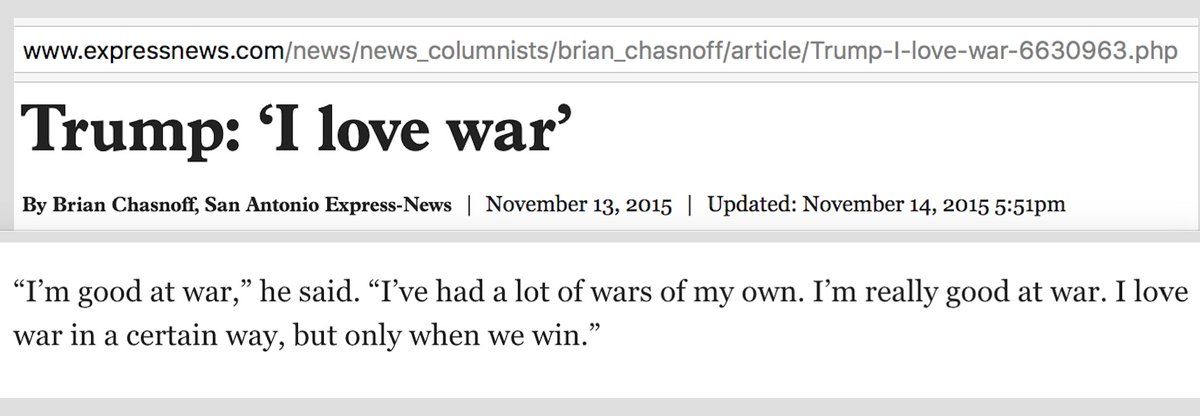 www.expressnews.com/news/news_columnists/brian_chasnoff/article/Trump-I-love-war-6630963.php
Trump: ‘I love war’
By Brian Chasnoff, San Antonio Express-News | November 13, 2015 | Updated: November 14, 2015 5:51pm
“I’m good at war,” he said. “I’ve had a lot of wars of my own. I’m really good at war. I love
war in a certain way, but only when we win.”